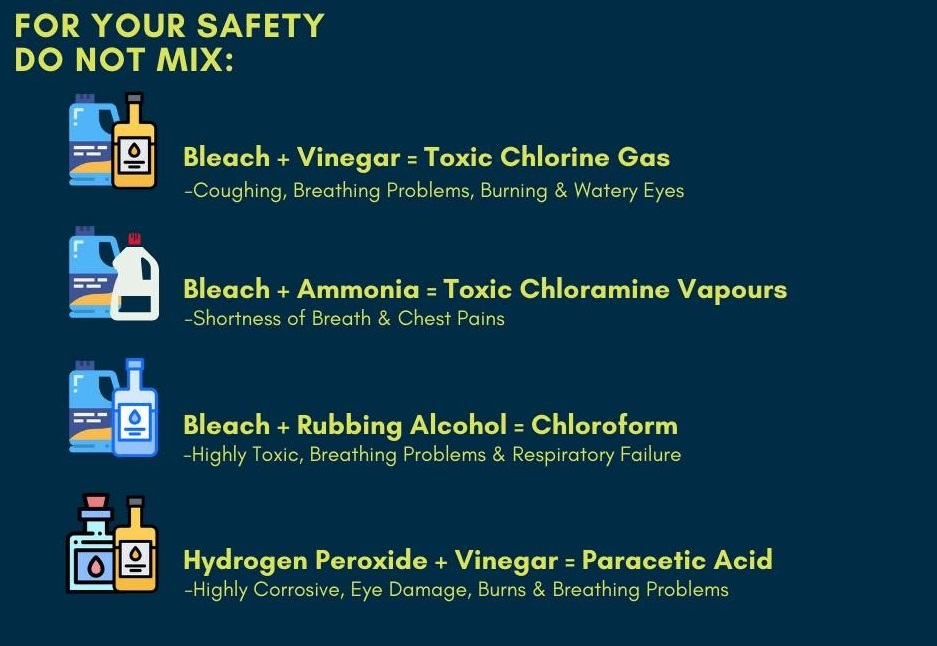 FOR YOUR SAFETY
DO NOT MIX:
Bleach + Vinegar = Toxic Chlorine Gas
-Coughing, Breathing Problems, Burning & Watery Eyes
Bleach + Ammonia = Toxic Chloramine Vapours
-Shortness of Breath & Chest Pains
Bleach + Rubbing Alcohol = Chloroform
-Highly Toxic, Breathing Problems & Respiratory Failure
Hydrogen Peroxide + Vinegar = Paracetic Acid
-Highly Corrosive, Eye Damage, Burns & Breathing Problems